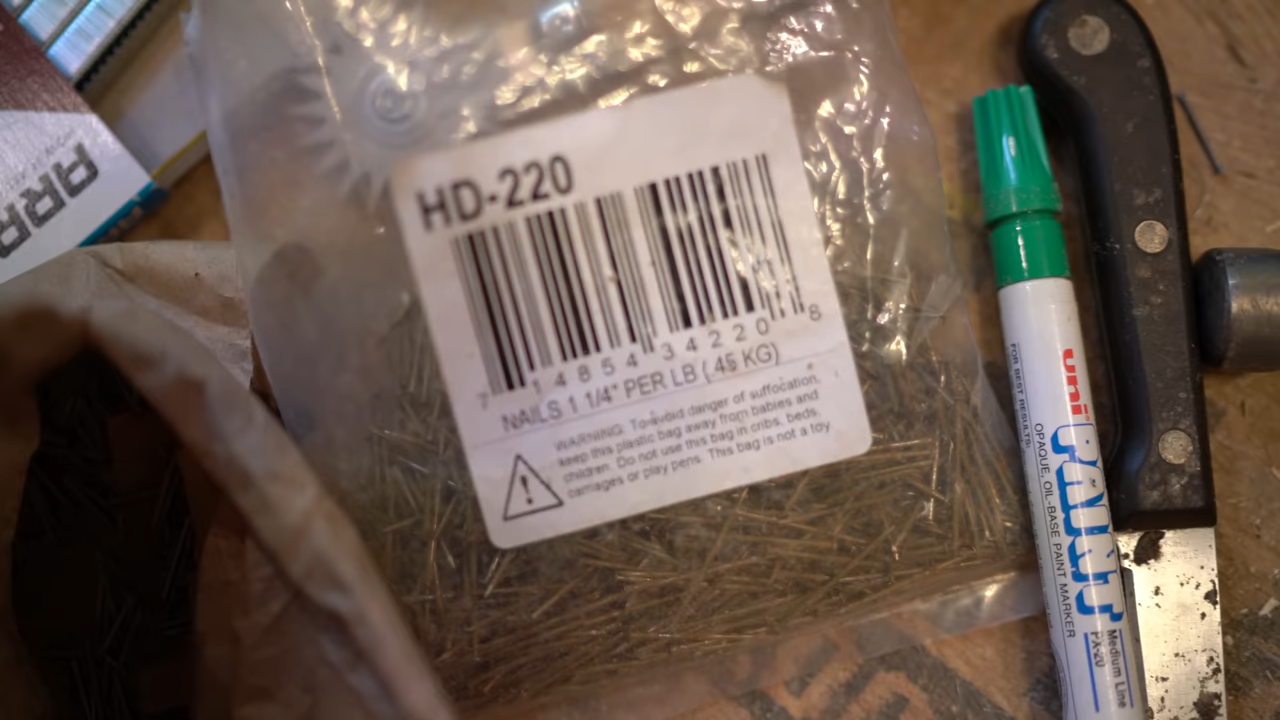 HD-220
7 14854 34220 8
NAILS 1 1/4" PER LB (.45 KG)
WARNING: To avoid danger of suffocation,
keep this plastic bag away from babies and
children. Do not use this bag in cribs, beds,
carriages or play pens. This bag is not a toy
ARR
uni
PAINT
FOR BEST RESULTS:
OPAQUE, OIL-BASE PAINT MARKER
Medium Line
PX-20